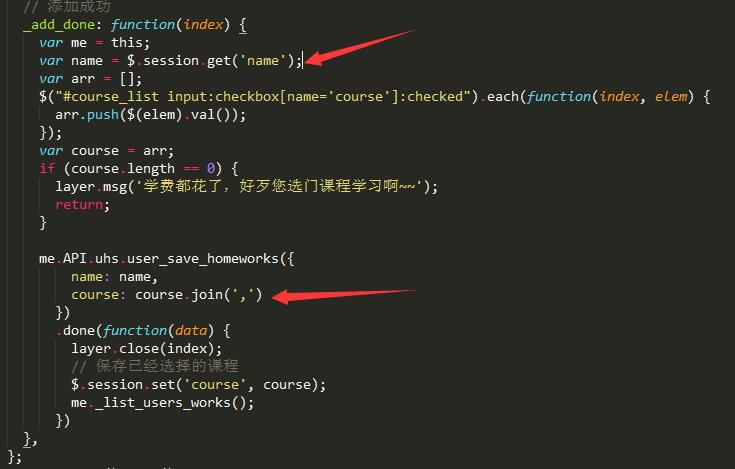 // 添加成功
_add_done: function(index) {
var me = this;
var name = $.session.get('name');
var arr = [];
$("#course_list input:checkbox[name='course']:checked").each(function(index, elem) {
arr.push($(elem).val());
});
var course = arr;
if (course.length == 0) {
layer.msg('学费都花了，好歹您选门课程学习啊~~');
return;
}
me.API.uhs.user_save_homeworks({
name: name,
course: course.join(',')
})
.done(function(data) {
layer.close(index);
// 保存已经选择的课程
$.session.set('course', course);
me._list_users_works();
})
},
};